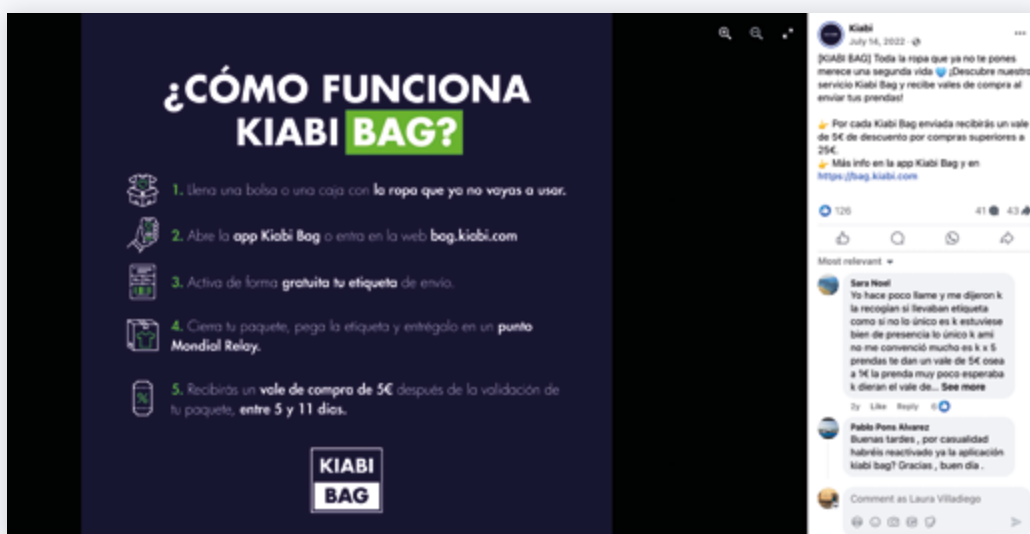 ¿CÓMO FUNCIONA
KIABI BAG?
1. Llena una bolsa o una caja con la ropa que ya no vayas a usar.
2. Abre la app Kiabi Bag o entra en la web bag.kiabi.com
3. Activa de forma gratuita tu etiqueta de envío.
4. Cierra tu paquete, pega la etiqueta y entrégalo en un punto
Mondial Relay.
5. Recibirás un vale de compra de 5€ después de la validación de
tu paquete, entre 5 y 11 días.
KIABI
BAG
Kiabi
July 14, 2022
[KIABI BAG] Toda la ropa que ya no te pones
merece una segunda vida 💙 ¡Descubre nuestro
servicio Kiabi Bag y recibe vales de compra al
enviar tus prendas!
👉 Por cada Kiabi Bag enviada recibirás un vale
de 5€ de descuento por compras superiores a
25€.
👉 Más info en la app Kiabi Bag y en
https://bag.kiabi.com
126
41
43
Most relevant
Sara Noel
Yo hace poco llame y me dijeron k
la recogian si llevaban etiqueta
como si no lo único es k estuviese
bien de presencia lo único k ami
no me convenció mucho es k x 5
prendas te dan un vale de 5€ osea
a 1€ la prenda muy poco esperaba
k dieran el vale de... See more
2y Like Reply 6
Pablo Pons Alvarez
Buenas tardes , por casualidad
habréis reactivado ya la aplicación
kiabi bag? Gracias , buen día .
Comment as Laura Villadiego